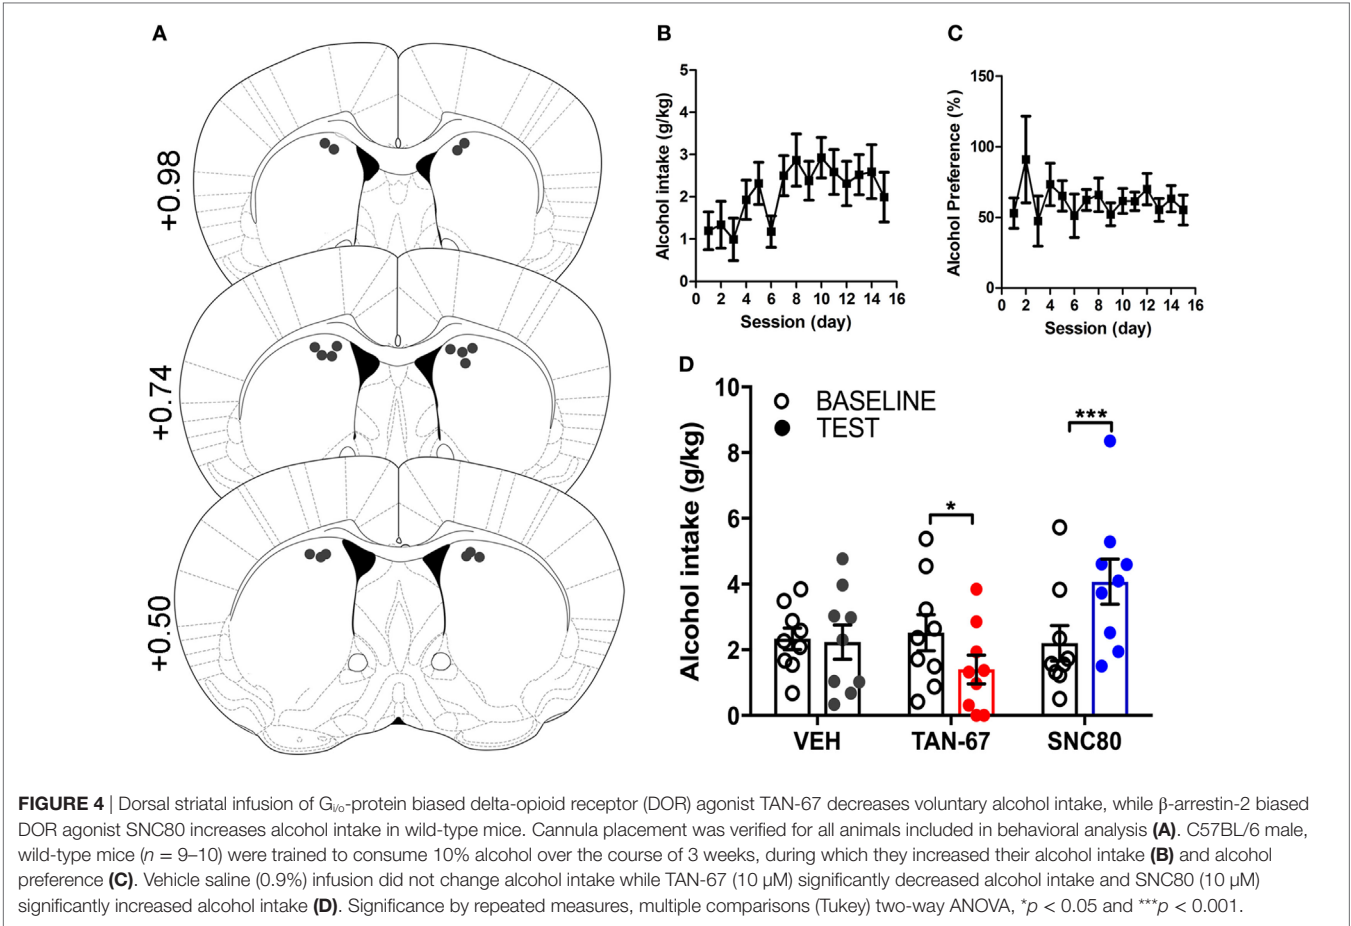 A
+0.98
+0.74
+0.50
B
Alcohol intake (g/kg)
5
4
3
2
1
0
0 2 4 6 8 10 12 14 16
Session (day)
C
Alcohol Preference (%)
150
100
50
0
0 2 4 6 8 10 12 14 16
Session (day)
D
Alcohol intake (g/kg)
10
8
6
4
2
0
BASELINE
TEST
*
***
VEH TAN-67 SNC80
FIGURE 4 | Dorsal striatal infusion of Gi/o-protein biased delta-opioid receptor (DOR) agonist TAN-67 decreases voluntary alcohol intake, while β-arrestin-2 biased
DOR agonist SNC80 increases alcohol intake in wild-type mice. Cannula placement was verified for all animals included in behavioral analysis (A). C57BL/6 male,
wild-type mice (n = 9–10) were trained to consume 10% alcohol over the course of 3 weeks, during which they increased their alcohol intake (B) and alcohol
preference (C). Vehicle saline (0.9%) infusion did not change alcohol intake while TAN-67 (10 μM) significantly decreased alcohol intake and SNC80 (10 μM)
significantly increased alcohol intake (D). Significance by repeated measures, multiple comparisons (Tukey) two-way ANOVA, *p < 0.05 and ***p < 0.001.